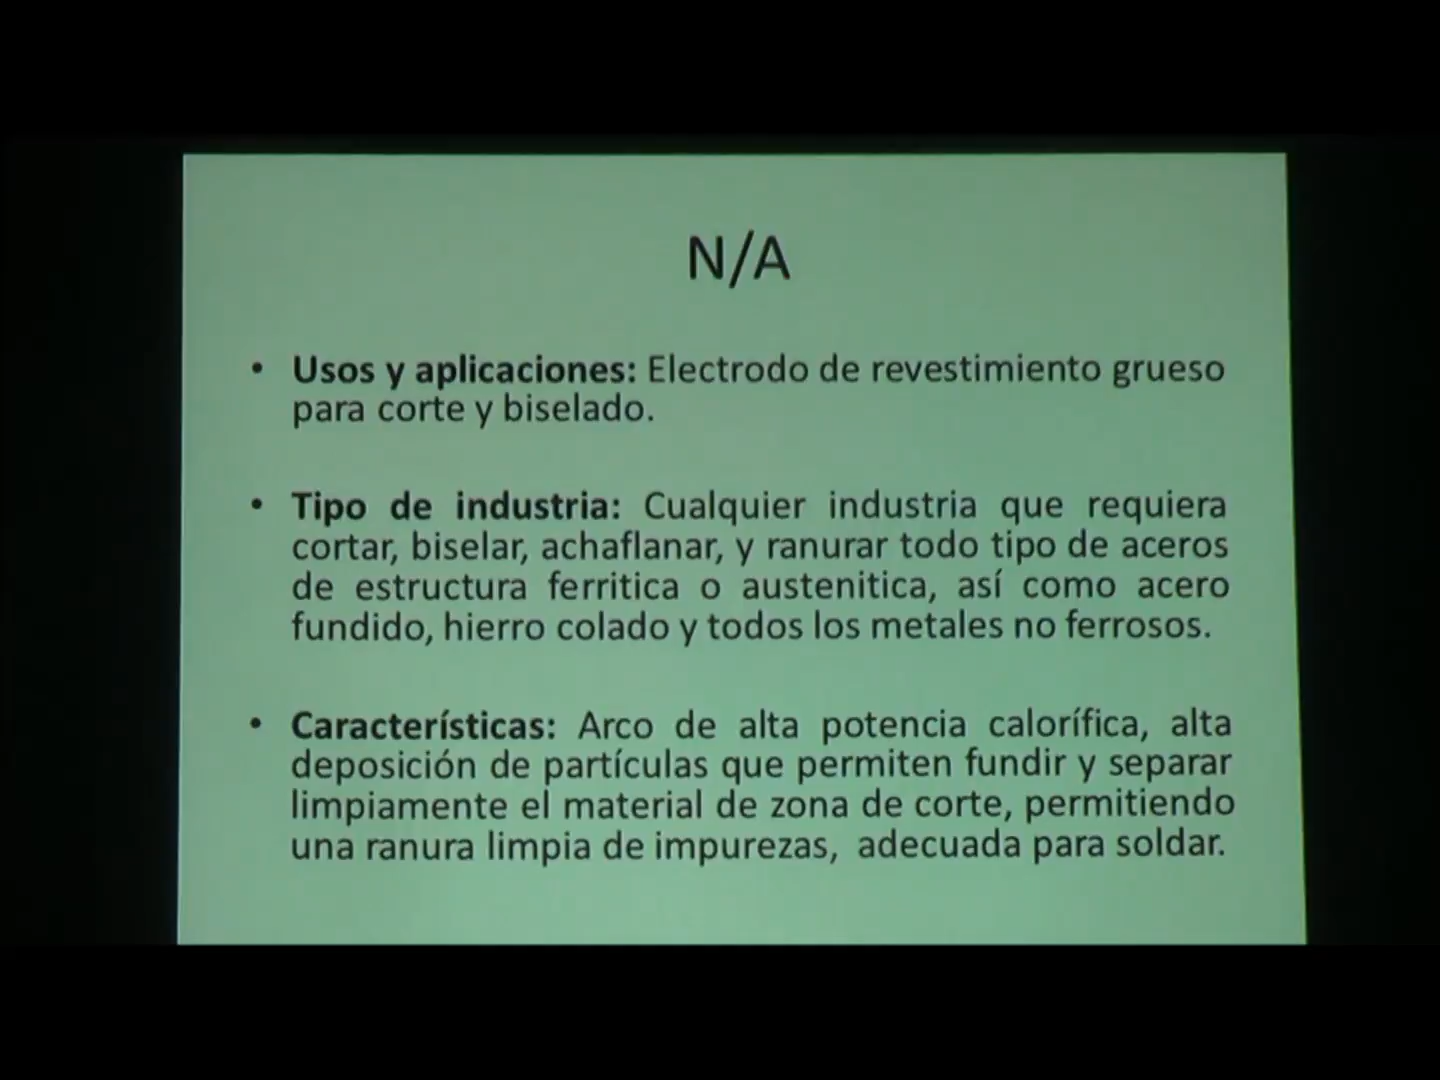 N/A
• Usos y aplicaciones: Electrodo de revestimiento grueso
para corte y biselado.
• Tipo de industria: Cualquier industria que requiera
cortar, biselar, achaflanar, y ranurar todo tipo de aceros
de estructura ferritica o austenitica, así como acero
fundido, hierro colado y todos los metales no ferrosos.
• Características: Arco de alta potencia calorífica, alta
deposición de partículas que permiten fundir y separar
limpiamente el material de zona de corte, permitiendo
una ranura limpia de impurezas, adecuada para soldar.